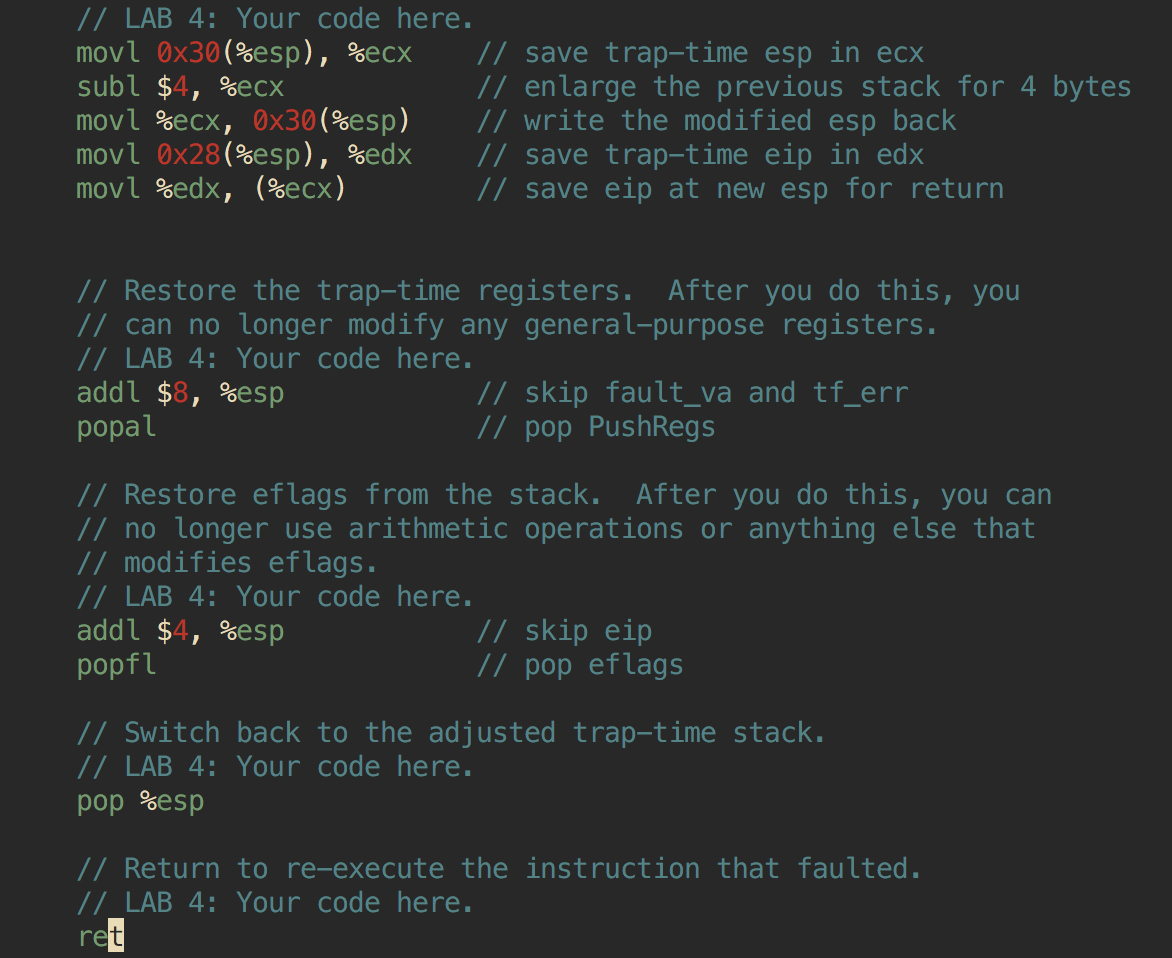 // LAB 4: Your code here.
movl 0x30(%esp), %ecx    // save trap-time esp in ecx
subl $4, %ecx            // enlarge the previous stack for 4 bytes
movl %ecx, 0x30(%esp)    // write the modified esp back
movl 0x28(%esp), %edx    // save trap-time eip in edx
movl %edx, (%ecx)        // save eip at new esp for return
// Restore the trap-time registers.  After you do this, you
// can no longer modify any general-purpose registers.
// LAB 4: Your code here.
addl $8, %esp            // skip fault_va and tf_err
popal                    // pop PushRegs
// Restore eflags from the stack.  After you do this, you can
// no longer use arithmetic operations or anything else that
// modifies eflags.
// LAB 4: Your code here.
addl $4, %esp            // skip eip
popfl                    // pop eflags
// Switch back to the adjusted trap-time stack.
// LAB 4: Your code here.
pop %esp
// Return to re-execute the instruction that faulted.
// LAB 4: Your code here.
ret